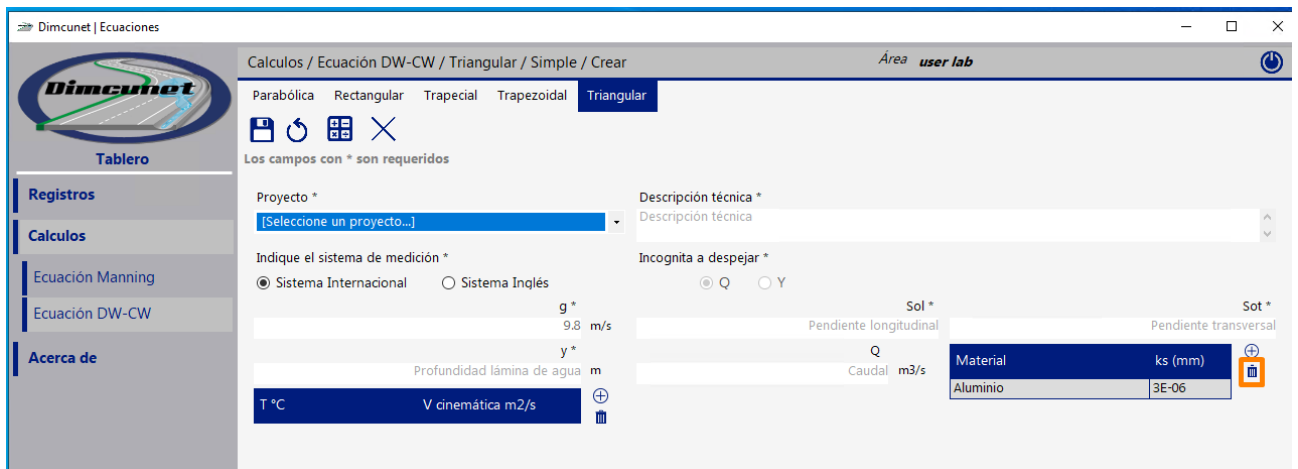 Dimcunet | Ecuaciones
Dimcunet
Tablero
Registros
Calculos
Ecuación Manning
Ecuación DW-CW
Acerca de
Calculos / Ecuación DW-CW / Triangular / Simple / Crear
Área user lab
Parabólica Rectangular Trapecial Trapezoidal Triangular
Los campos con * son requeridos
Proyecto *
[Seleccione un proyecto...]
Descripción técnica *
Descripción técnica
Indique el sistema de medición *
Sistema Internacional Sistema Inglés
Incognita a despejar *
Q Y
g *
9.8 m/s
Sol *
Pendiente longitudinal
Sot *
Pendiente transversal
y *
Profundidad lámina de agua m
Q
Caudal m3/s
Material ks (mm)
Aluminio 3E-06
T °C V cinemática m2/s